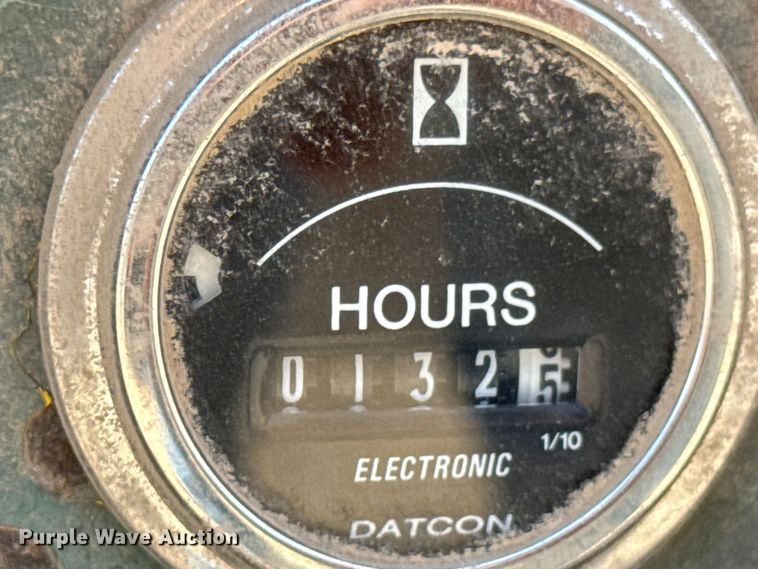 HOURS
0 1 3 2 5
1/10
ELECTRONIC
DATCON
Purple Wave Auction